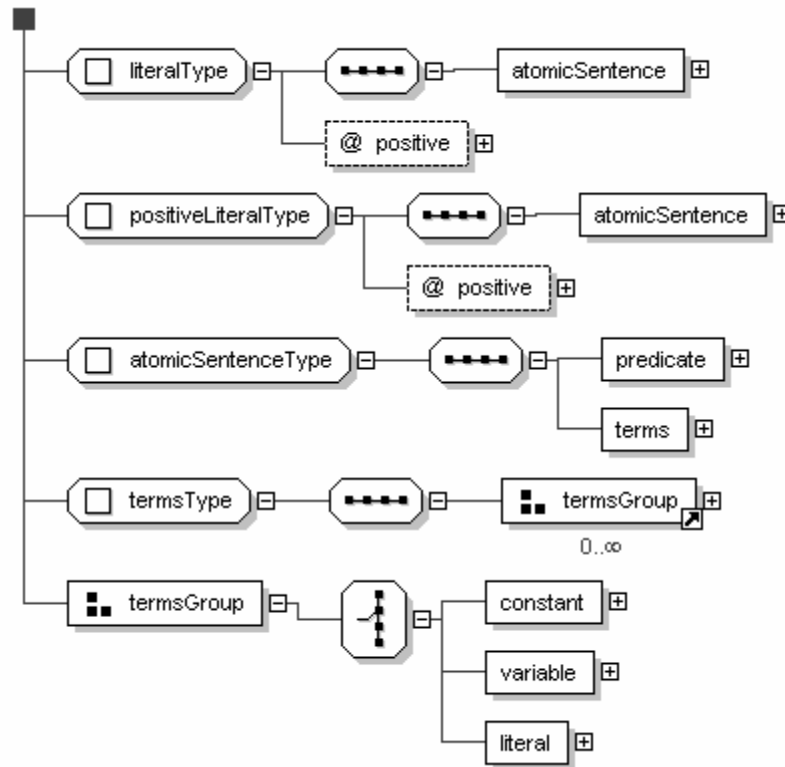 literalType
atomicSentence
@ positive
positiveLiteralType
atomicSentence
@ positive
atomicSentenceType
predicate
terms
termsType
termsGroup
0..∞
termsGroup
constant
variable
literal